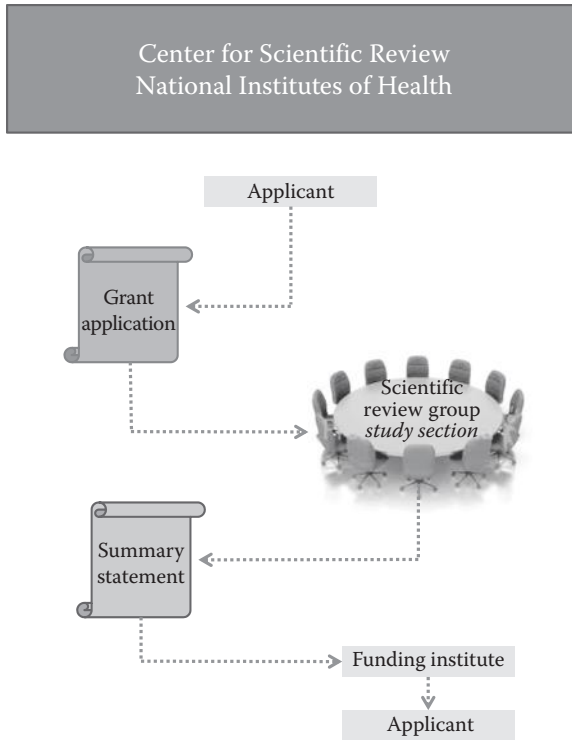 Center for Scientific Review
National Institutes of Health
Applicant
Grant
application
Scientific
review group
study section
Summary
statement
Funding institute
Applicant